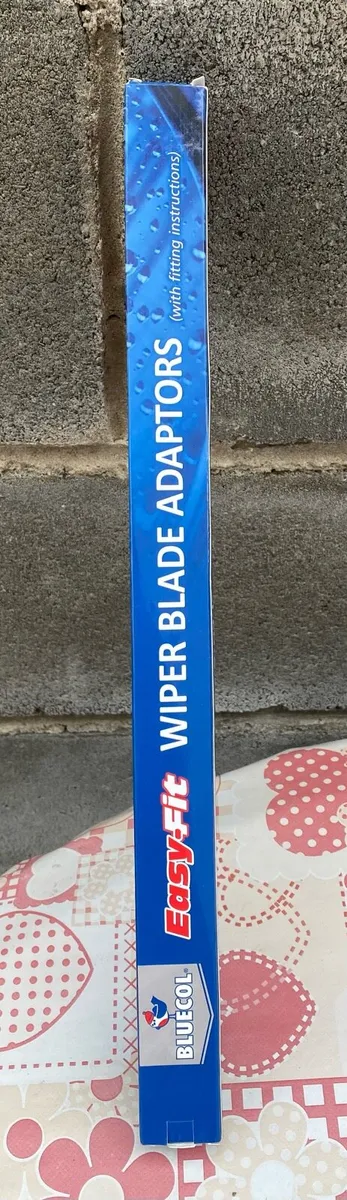 BLUECOL®
Easy-Fit WIPER BLADE ADAPTORS (with fitting instructions)